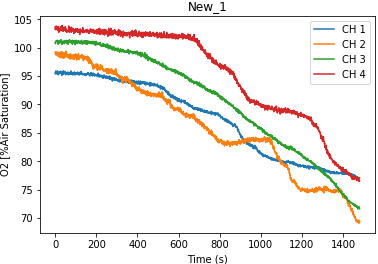 New_1
105
100
95
90
85
80
75
70
O2 [%Air Saturation]
CH 1
CH 2
CH 3
CH 4
0 200 400 600 800 1000 1200 1400
Time (s)